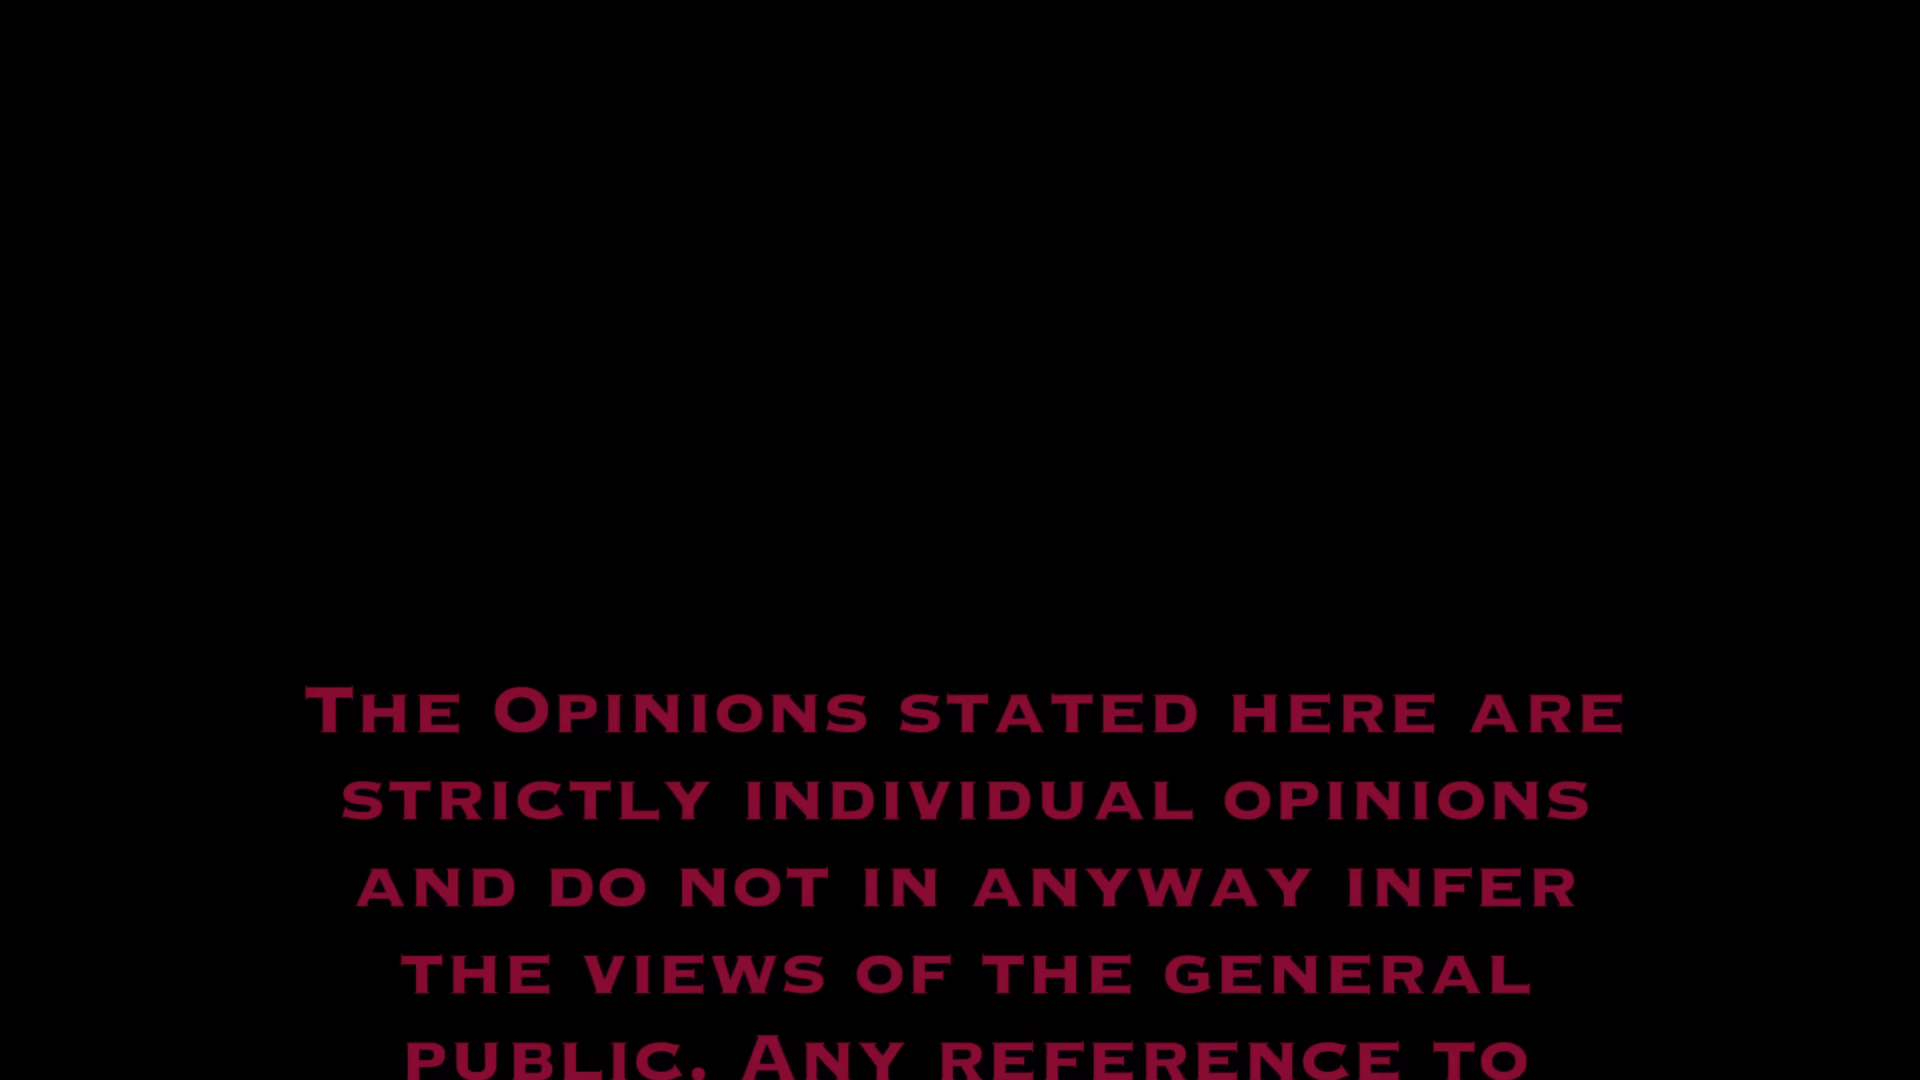 The Opinions stated here are
strictly individual opinions
and do not in anyway infer
the views of the general
public. Any reference to